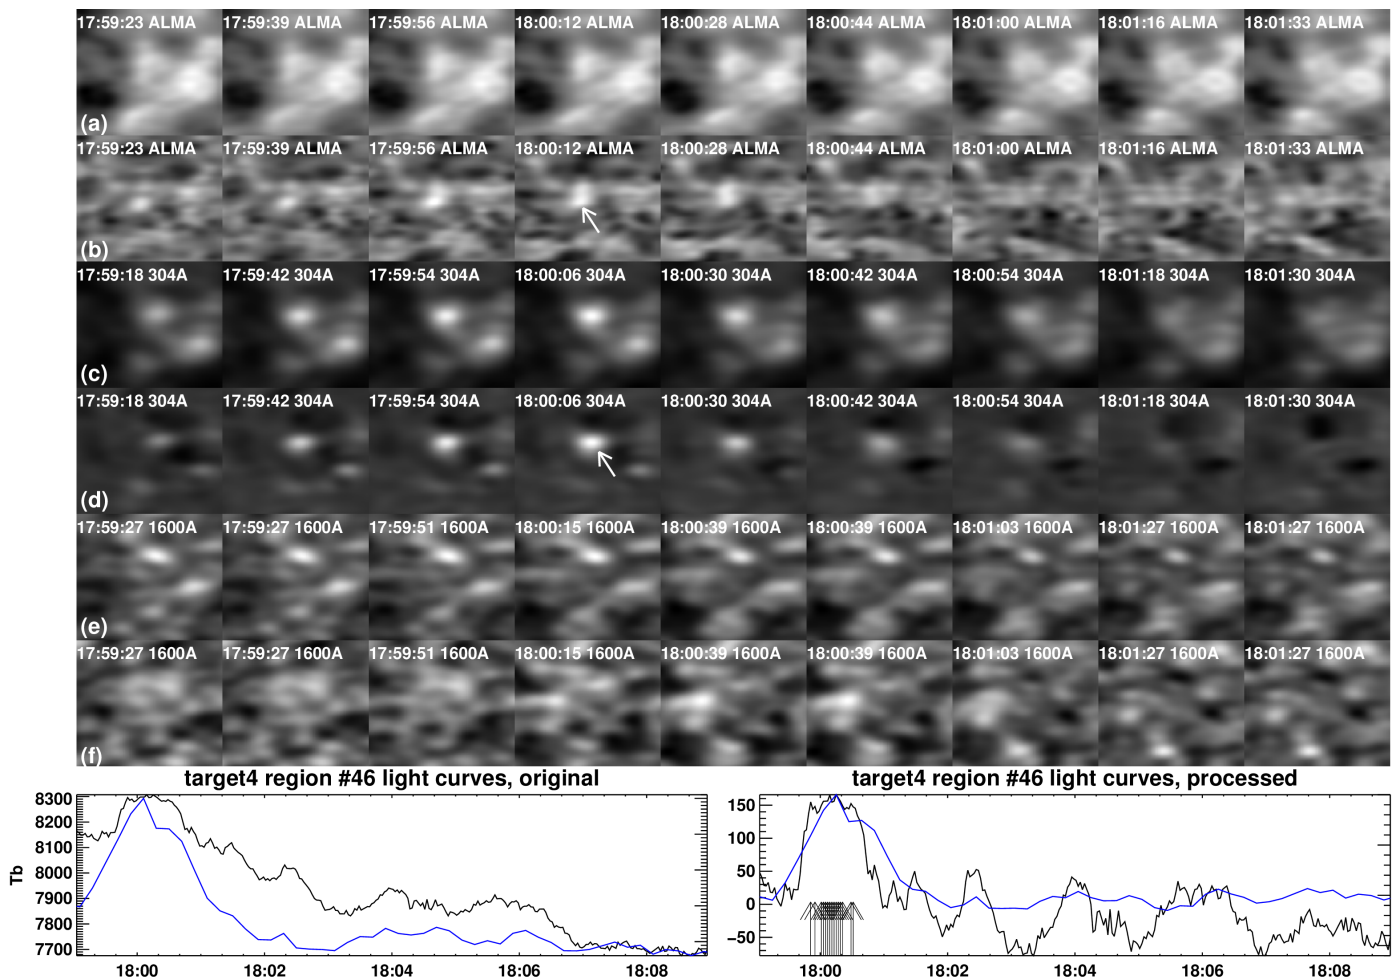 17:59:23 ALMA 17:59:39 ALMA 17:59:56 ALMA 18:00:12 ALMA 18:00:28 ALMA 18:00:44 ALMA 18:01:00 ALMA 18:01:16 ALMA 18:01:33 ALMA
(a)
17:59:23 ALMA 17:59:39 ALMA 17:59:56 ALMA 18:00:12 ALMA 18:00:28 ALMA 18:00:44 ALMA 18:01:00 ALMA 18:01:16 ALMA 18:01:33 ALMA
(b)
17:59:18 304A 17:59:42 304A 17:59:54 304A 18:00:06 304A 18:00:30 304A 18:00:42 304A 18:00:54 304A 18:01:18 304A 18:01:30 304A
(c)
17:59:18 304A 17:59:42 304A 17:59:54 304A 18:00:06 304A 18:00:30 304A 18:00:42 304A 18:00:54 304A 18:01:18 304A 18:01:30 304A
(d)
17:59:27 1600A 17:59:27 1600A 17:59:51 1600A 18:00:15 1600A 18:00:39 1600A 18:00:39 1600A 18:01:03 1600A 18:01:27 1600A 18:01:27 1600A
(e)
17:59:27 1600A 17:59:27 1600A 17:59:51 1600A 18:00:15 1600A 18:00:39 1600A 18:00:39 1600A 18:01:03 1600A 18:01:27 1600A 18:01:27 1600A
(f)
target4 region #46 light curves, original
8300
8200
8100
8000
7900
7800
7700
Tb
18:00 18:02 18:04 18:06 18:08
target4 region #46 light curves, processed
150
100
50
0
−50
18:00 18:02 18:04 18:06 18:08